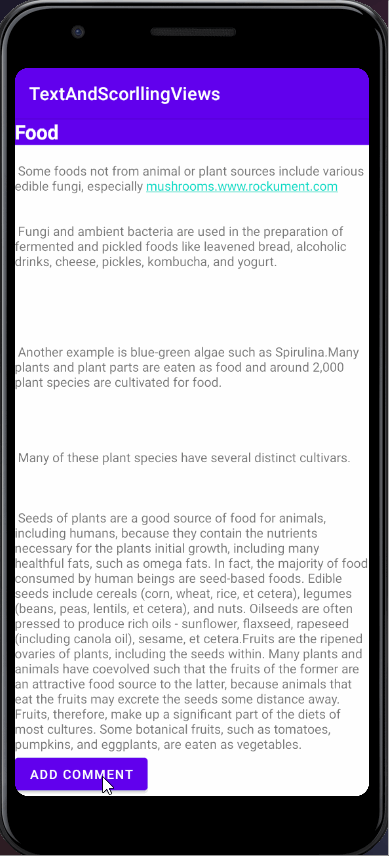 TextAndScorllingViews
Food
Some foods not from animal or plant sources include various
edible fungi, especially mushrooms.www.rockument.com
Fungi and ambient bacteria are used in the preparation of
fermented and pickled foods like leavened bread, alcoholic
drinks, cheese, pickles, kombucha, and yogurt.
Another example is blue-green algae such as Spirulina.Many
plants and plant parts are eaten as food and around 2,000
plant species are cultivated for food.
Many of these plant species have several distinct cultivars.
Seeds of plants are a good source of food for animals,
including humans, because they contain the nutrients
necessary for the plants initial growth, including many
healthful fats, such as omega fats. In fact, the majority of food
consumed by human beings are seed-based foods. Edible
seeds include cereals (corn, wheat, rice, et cetera), legumes
(beans, peas, lentils, et cetera), and nuts. Oilseeds are often
pressed to produce rich oils - sunflower, flaxseed, rapeseed
(including canola oil), sesame, et cetera.Fruits are the ripened
ovaries of plants, including the seeds within. Many plants and
animals have coevolved such that the fruits of the former are
an attractive food source to the latter, because animals that
eat the fruits may excrete the seeds some distance away.
Fruits, therefore, make up a significant part of the diets of
most cultures. Some botanical fruits, such as tomatoes,
pumpkins, and eggplants, are eaten as vegetables.
ADD COMMENT